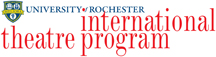 UNIVERSITY of ROCHESTER
international
theatre program